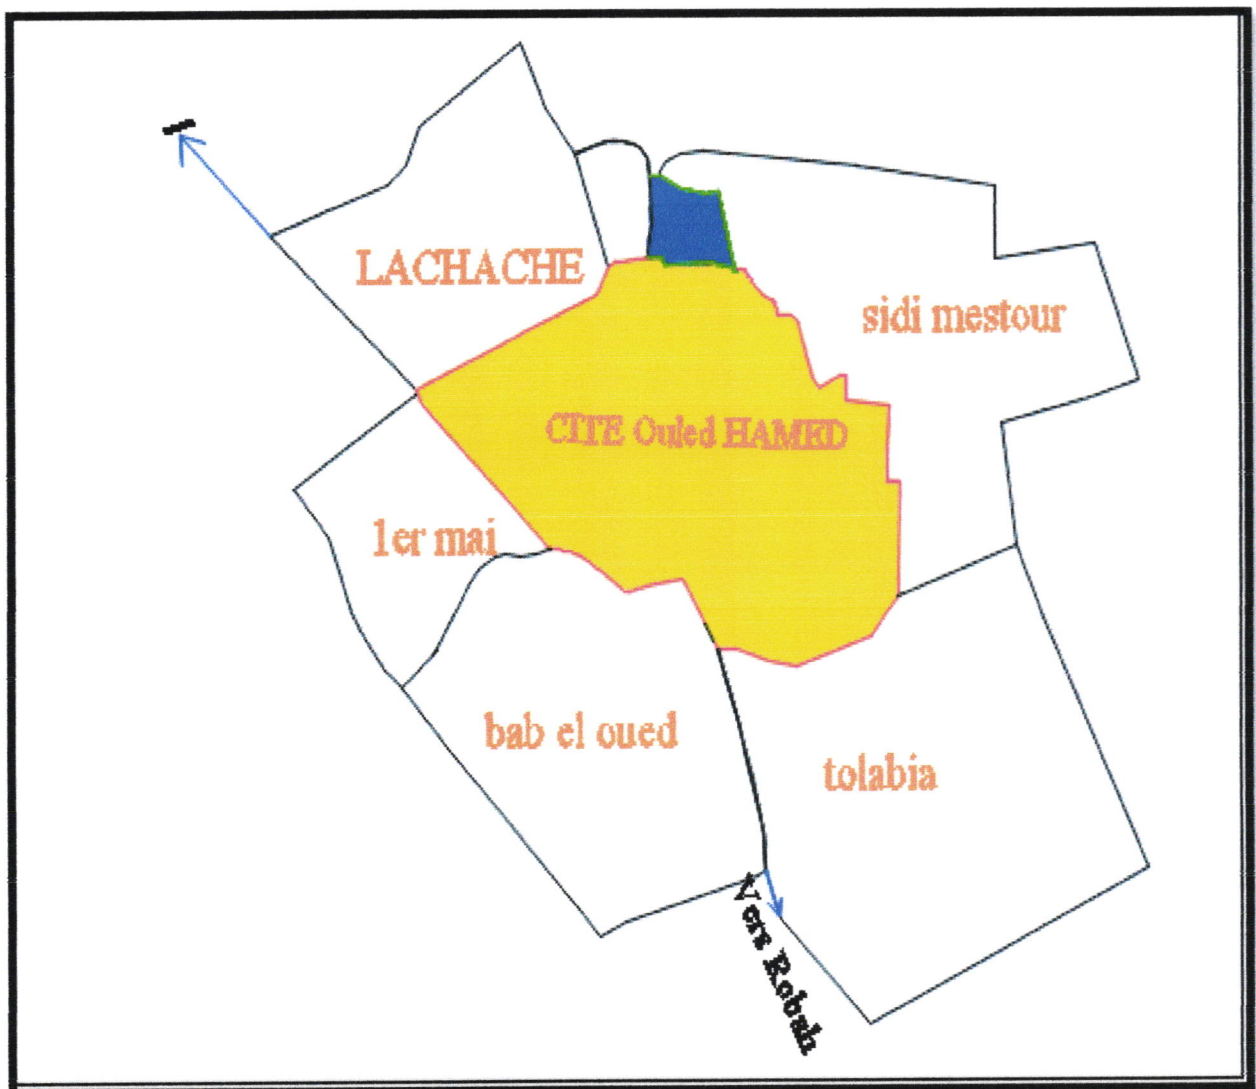 LACHACHE
sidi mestour
CITE Ouled HAMED
1er mai
bab el oued
tolabia
Vers Robah